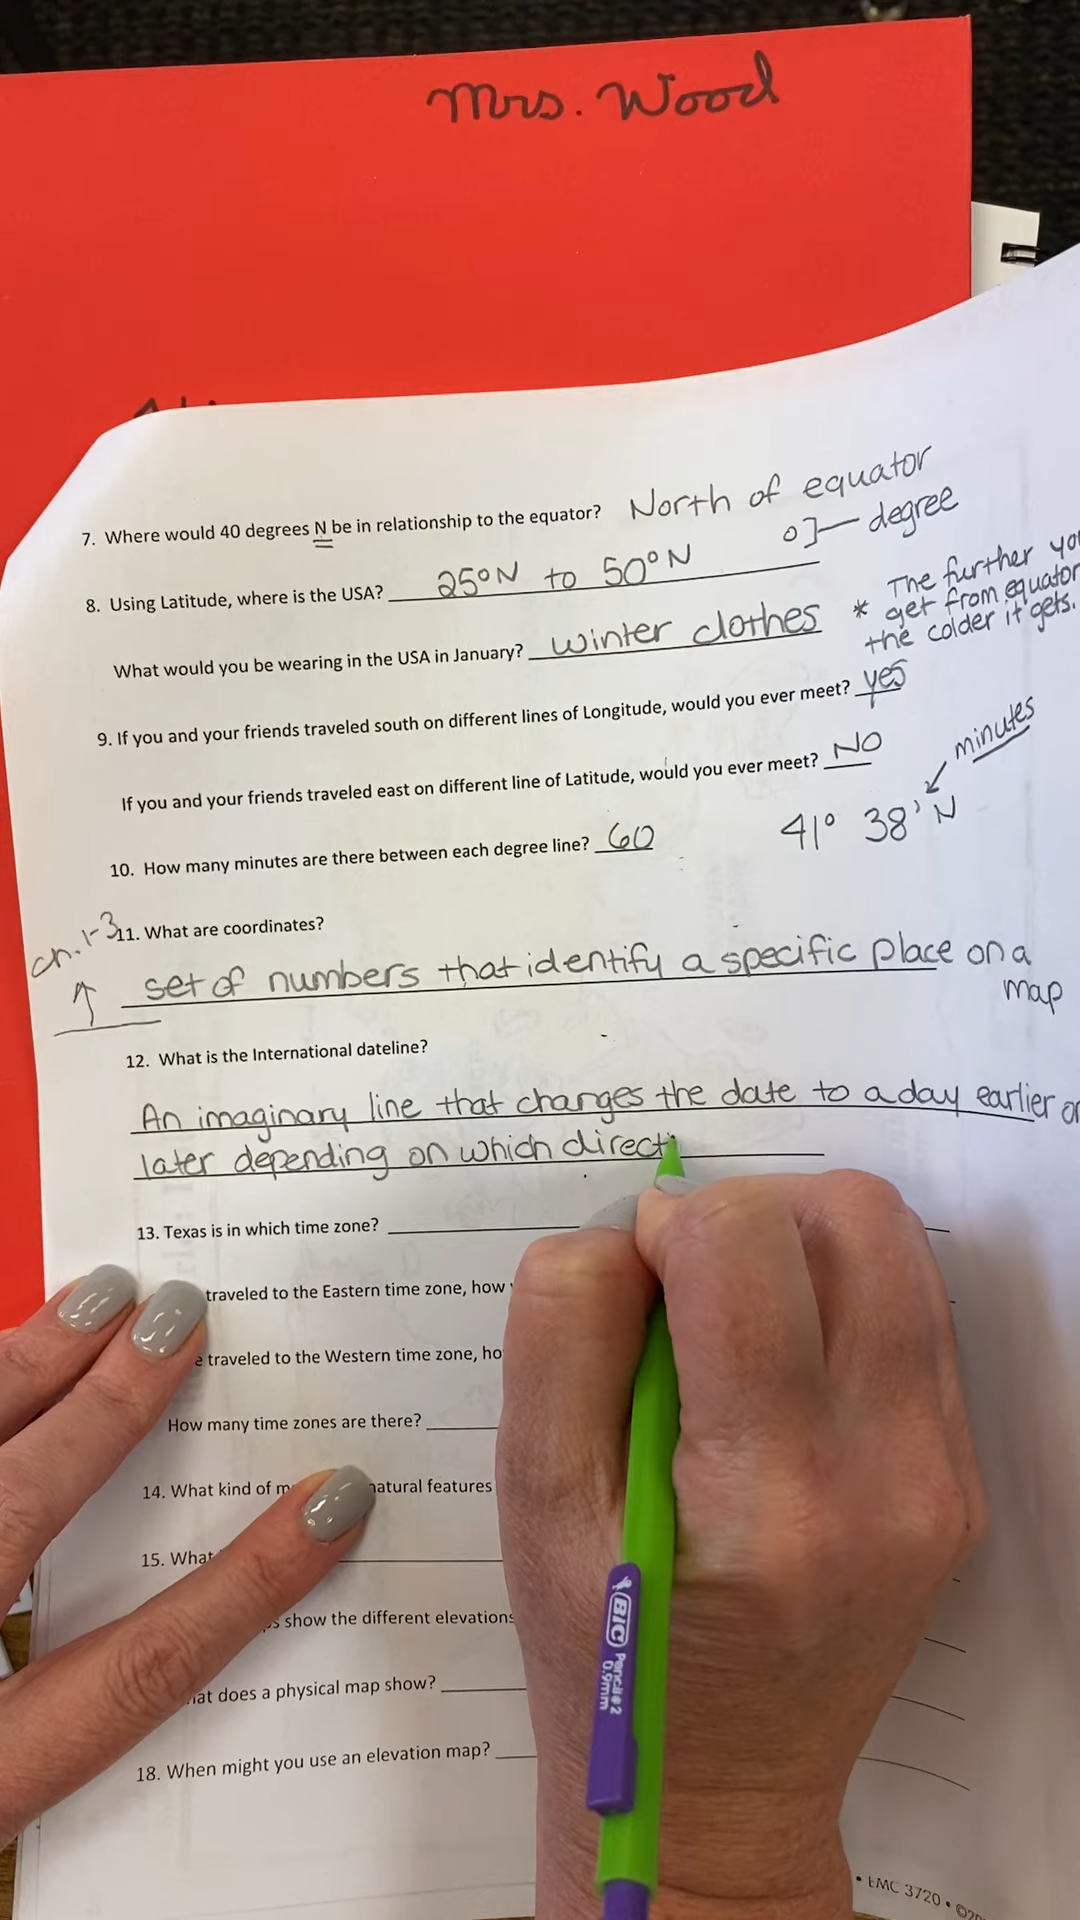 Mrs. Wood
7. Where would 40 degrees N be in relationship to the equator? North of equator
°]— degree
8. Using Latitude, where is the USA? 25°N to 50°N
* The further you
get from equator
the colder it gets.
What would you be wearing in the USA in January? winter clothes
9. If you and your friends traveled south on different lines of Longitude, would you ever meet? yes
If you and your friends traveled east on different line of Latitude, would you ever meet? NO
minutes
41° 38' N
10. How many minutes are there between each degree line? 60
ch. 1-3
11. What are coordinates?
set of numbers that identify a specific place on a
map
12. What is the International dateline?
An imaginary line that changes the date to a day earlier or
later depending on which directi
13. Texas is in which time zone?
traveled to the Eastern time zone, how
traveled to the Western time zone, ho
How many time zones are there?
14. What kind of natural features
15. What
show the different elevations
does a physical map show?
18. When might you use an elevation map?
BIC
Pencil #2
0.9mm
• EMC 3720 • ©